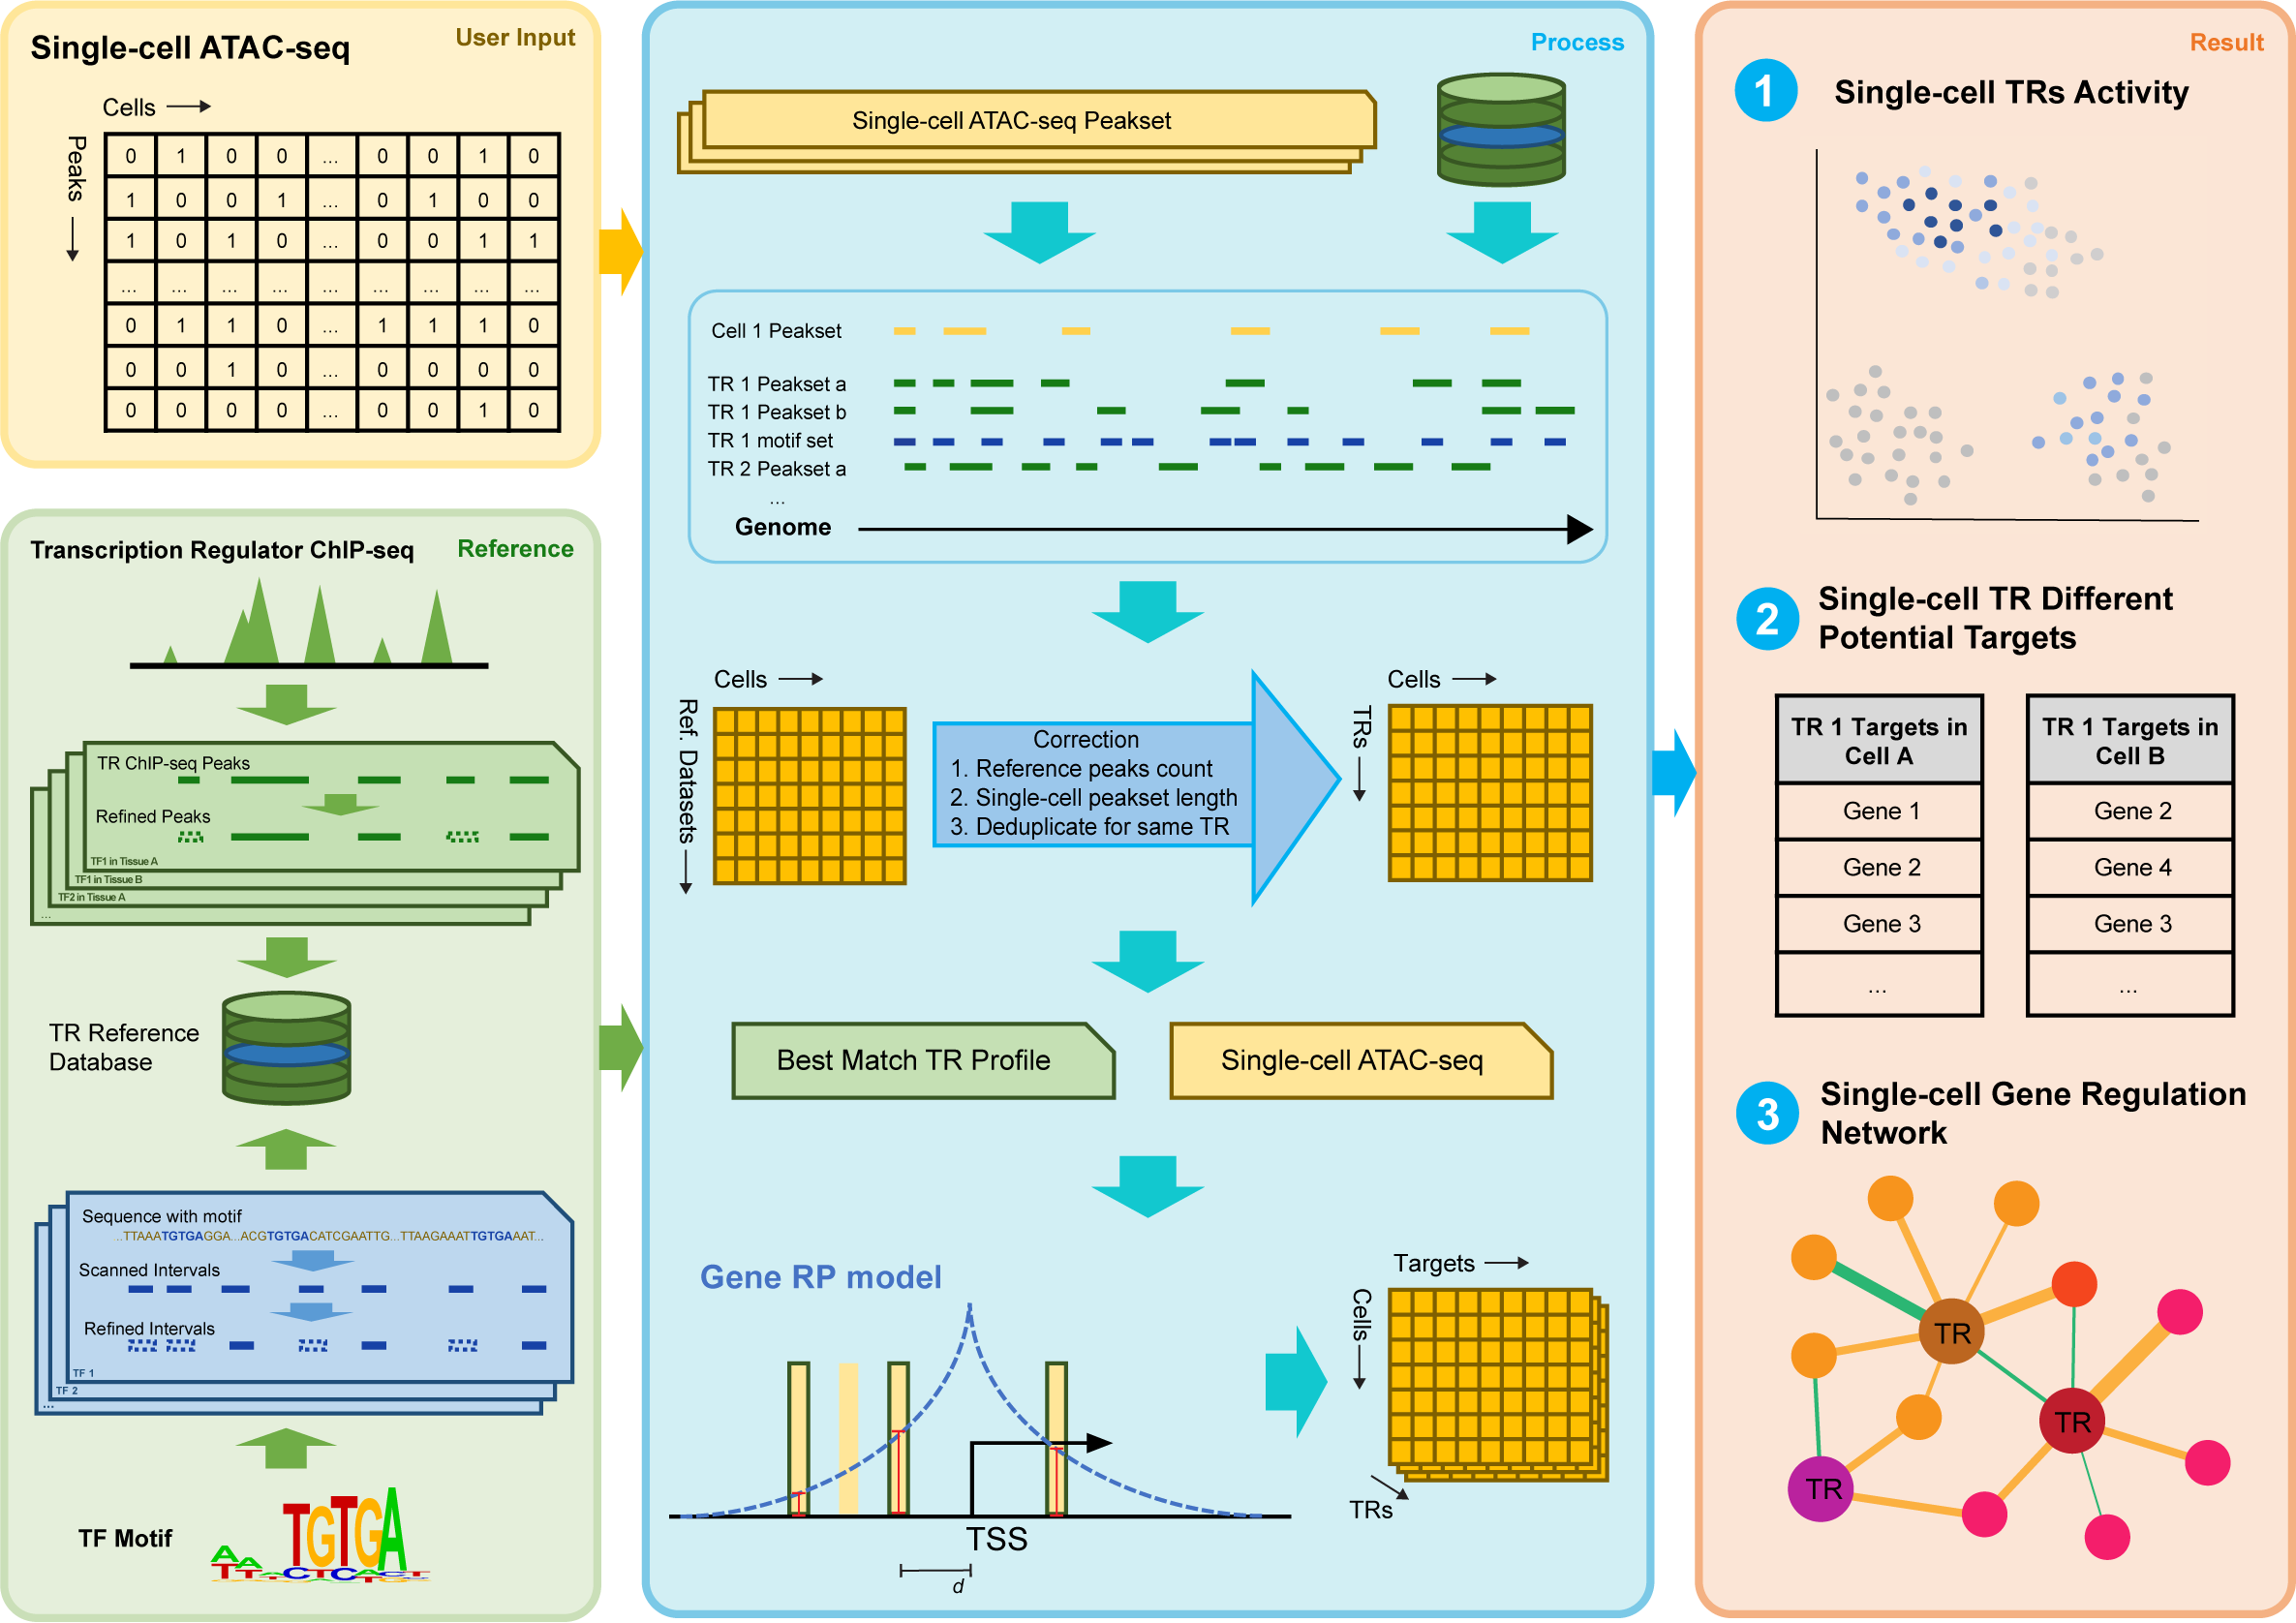 Single-cell ATAC-seq
User Input
Cells
Peaks
0 1 0 0 ... 0 0 1 0
1 0 0 1 ... 0 1 0 0
1 0 1 0 ... 0 0 1 1
... ... ... ... ... ... ... ... ...
0 1 1 0 ... 1 1 1 0
0 0 1 0 ... 0 0 0 0
0 0 0 0 ... 0 0 1 0
Transcription Regulator ChIP-seq
Reference
TR ChIP-seq Peaks
Refined Peaks
TF1 in Tissue A
TF1 in Tissue B
TF2 in Tissue A
...
TR Reference
Database
Sequence with motif
..TTAAATGTGAGGA...ACGTGTGACATCGAATTG...TTAAGAAATTGTGAAAT...
Scanned Intervals
Refined Intervals
TF 1
TF 2
...
TF Motif
TGTGA
Process
Single-cell ATAC-seq Peakset
Cell 1 Peakset
TR 1 Peakset a
TR 1 Peakset b
TR 1 motif set
TR 2 Peakset a
...
Genome
Cells
Ref. Datasets
Correction
1. Reference peaks count
2. Single-cell peakset length
3. Deduplicate for same TR
Cells
TRs
Best Match TR Profile
Single-cell ATAC-seq
Gene RP model
TSS
d
Targets
Cells
TRs
Result
1
Single-cell TRs Activity
2
Single-cell TR Different
Potential Targets
TR 1 Targets in
Cell A
Gene 1
Gene 2
Gene 3
...
TR 1 Targets in
Cell B
Gene 2
Gene 4
Gene 3
...
3
Single-cell Gene Regulation
Network
TR
TR
TR